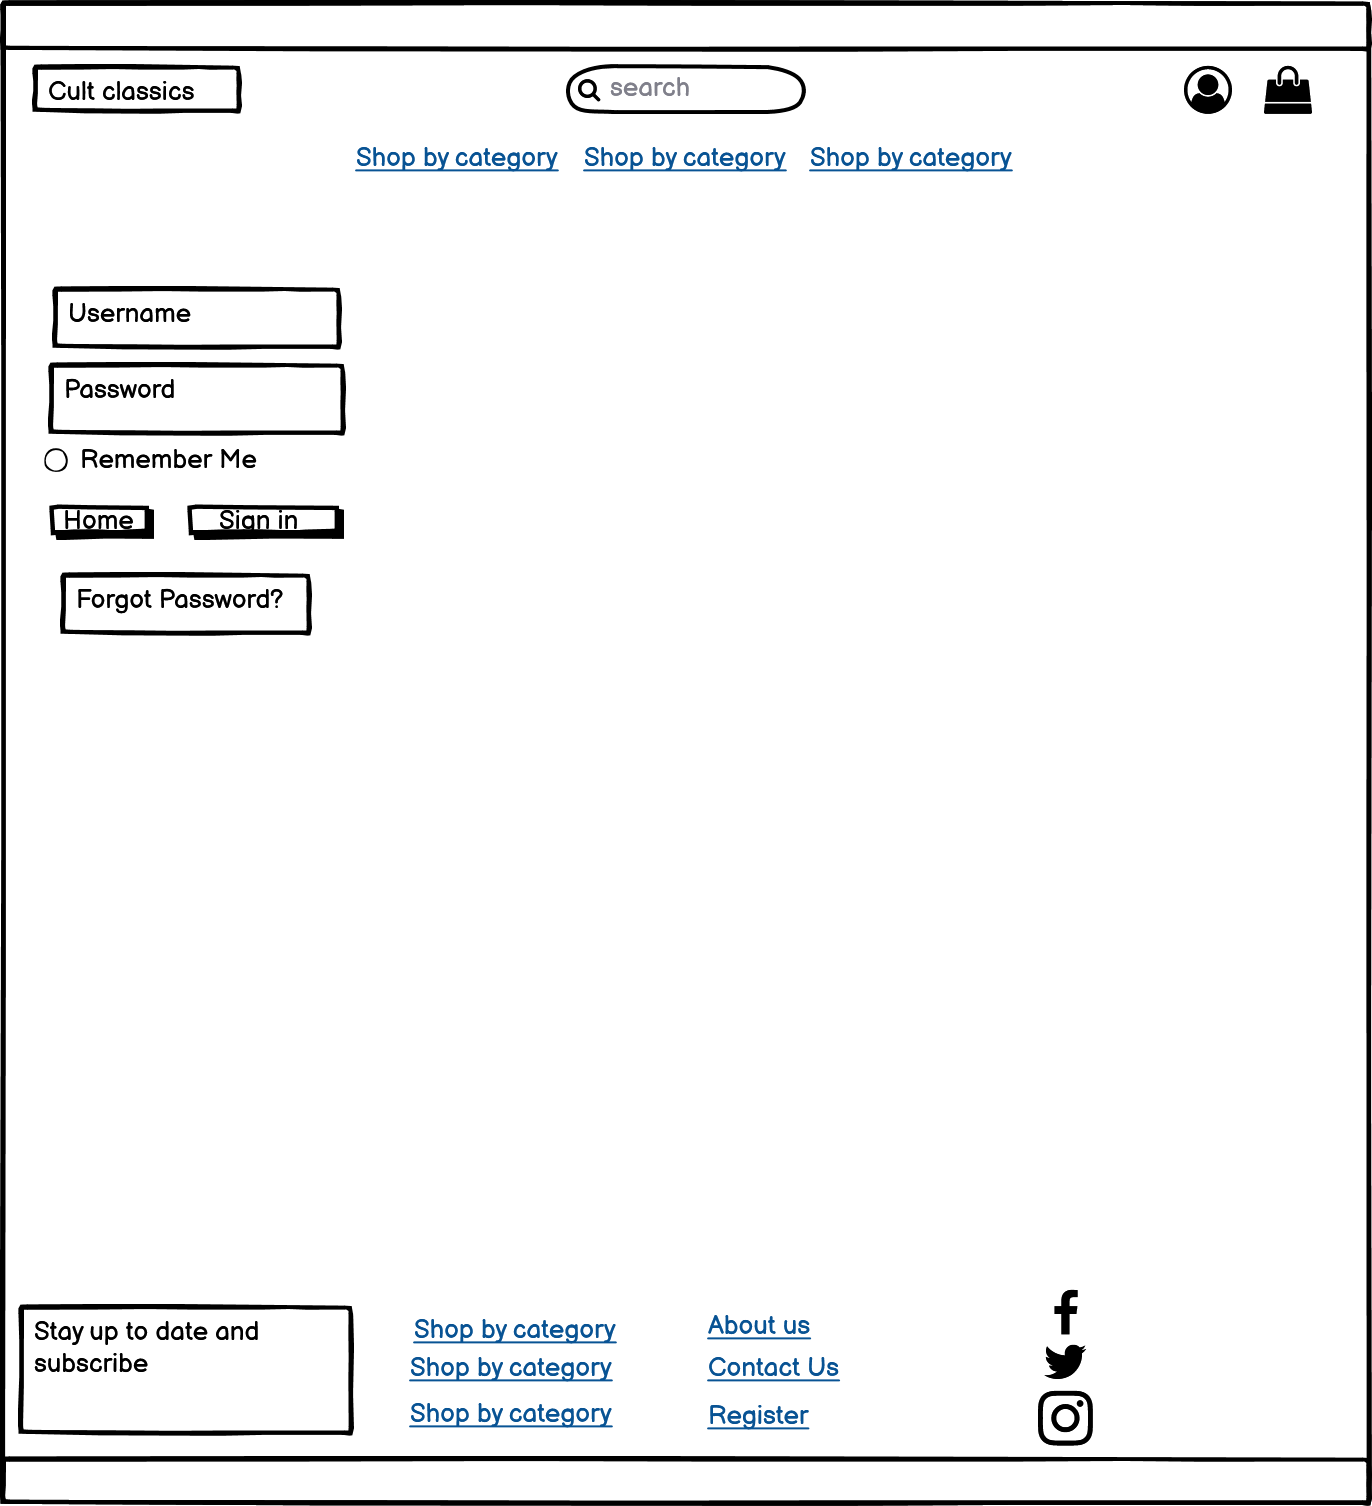 Cult classics
search
Shop by category Shop by category Shop by category
Username
Password
Remember Me
Home Sign in
Forgot Password?
Stay up to date and
subscribe
Shop by category
Shop by category
Shop by category
About us
Contact Us
Register